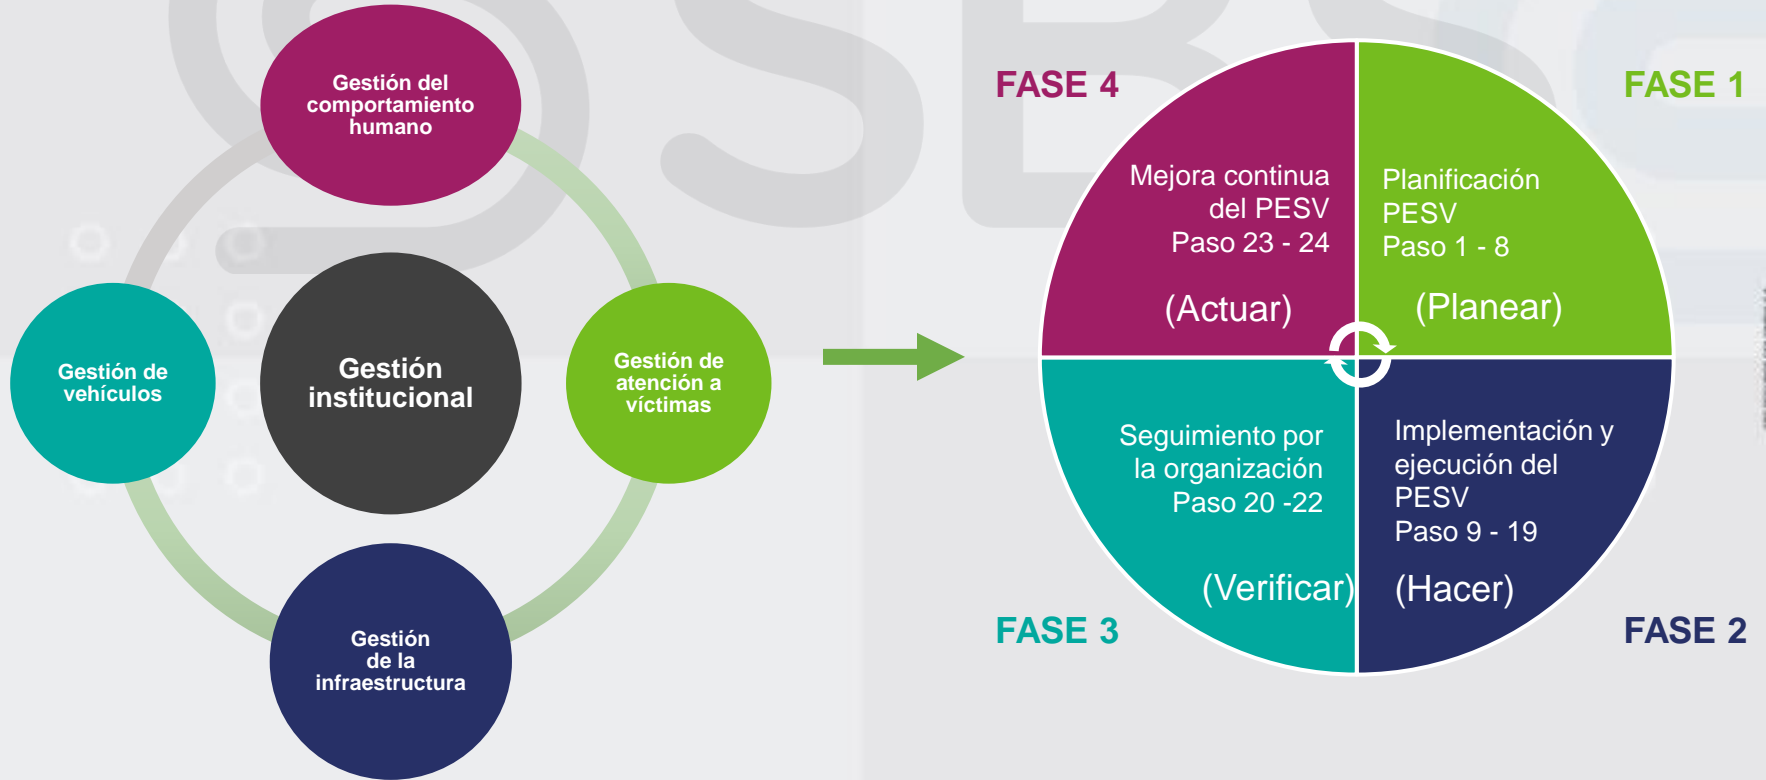 Gestión del
comportamiento
humano
Gestión de
vehículos
Gestión
institucional
Gestión de
atención a
víctimas
Gestión
de la
infraestructura
FASE 4
Mejora continua
del PESV
Paso 23 - 24
(Actuar)
FASE 1
Planificación
PESV
Paso 1 - 8
(Planear)
Seguimiento por
la organización
Paso 20 -22
(Verificar)
FASE 3
Implementación y
ejecución del
PESV
Paso 9 - 19
(Hacer)
FASE 2
SBS